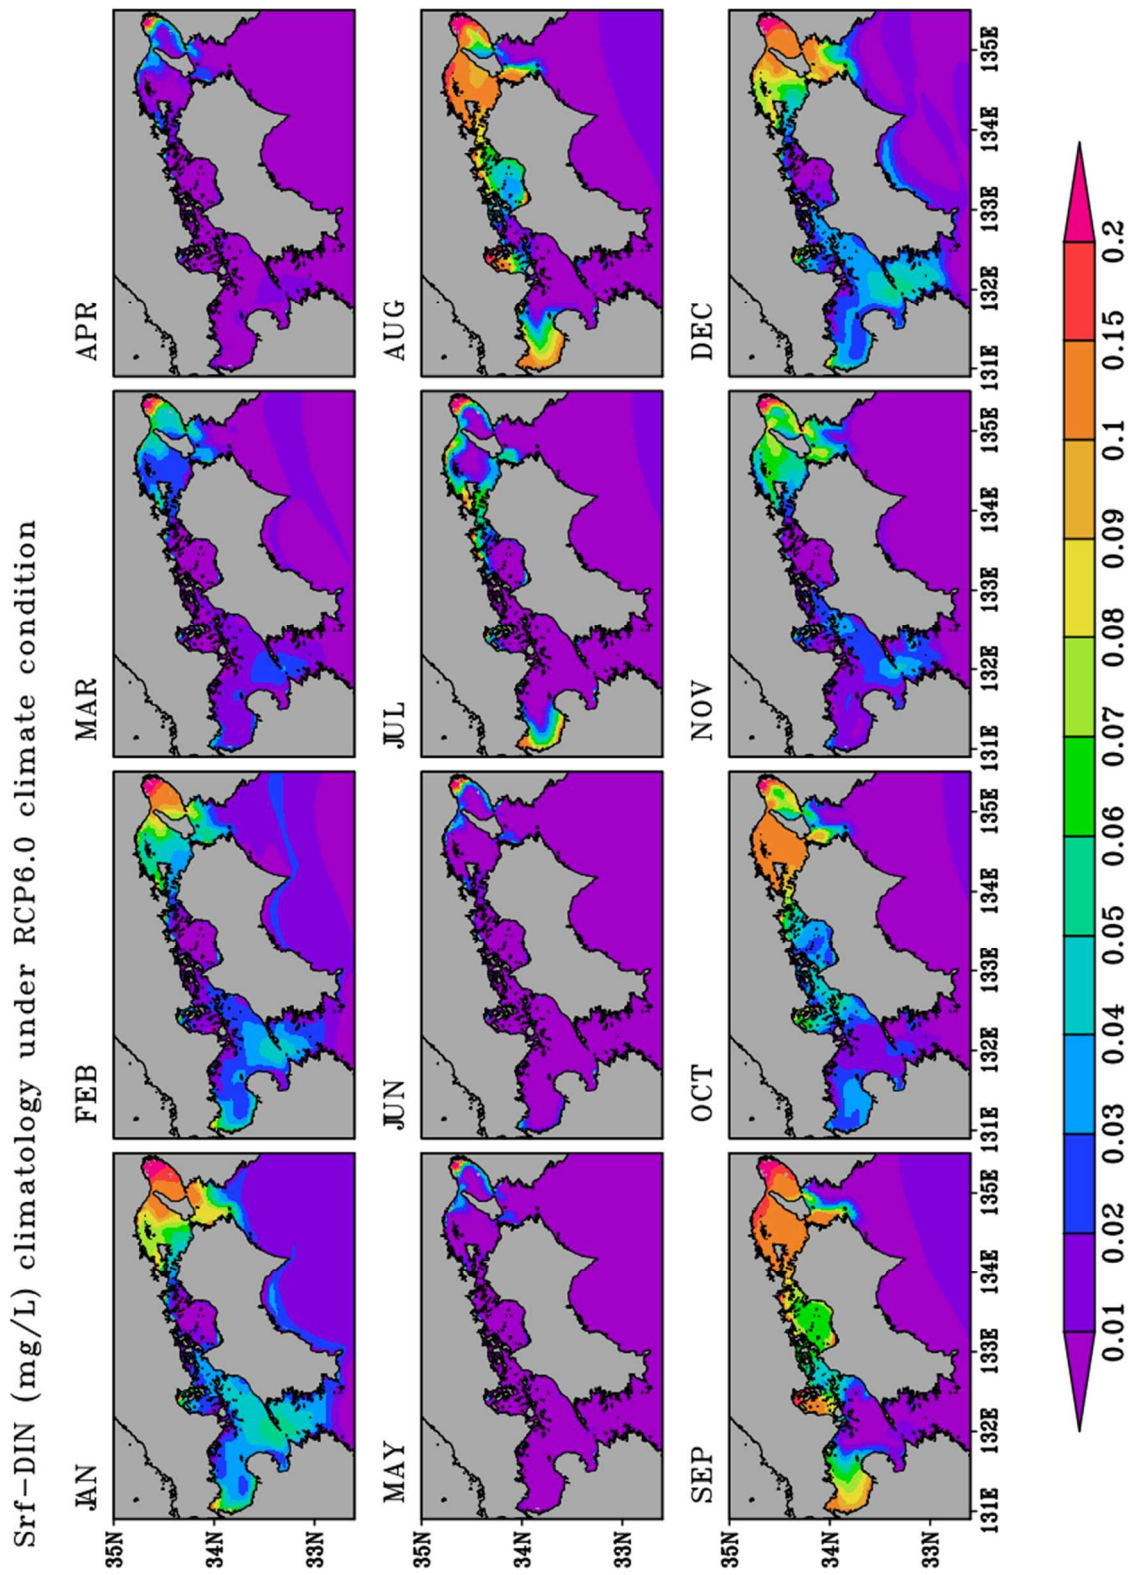 Srf-DIN (mg/L) climatology under RCP6.0 climate condition
JAN FEB MAR APR
35N
34N
33N
MAY JUN JUL AUG
35N
34N
33N
SEP OCT NOV DEC
35N
34N
33N
131E 132E 133E 134E 135E 131E 132E 133E 134E 135E 131E 132E 133E 134E 135E 131E 132E 133E 134E 135E
0.01 0.02 0.03 0.04 0.05 0.06 0.07 0.08 0.09 0.1 0.15 0.2